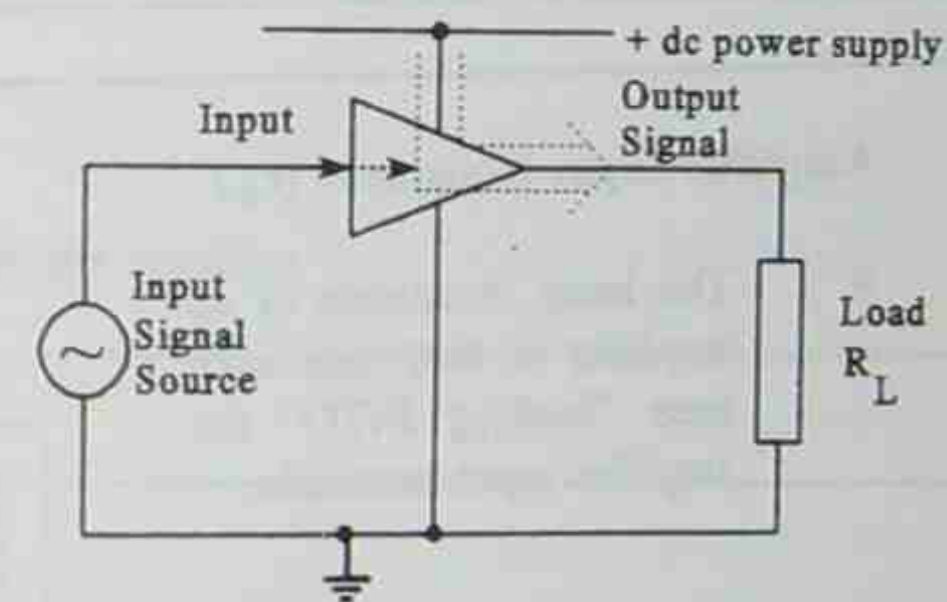 + dc power supply
Input
Output
Signal
Input
Signal
Source
~
Load
R
L